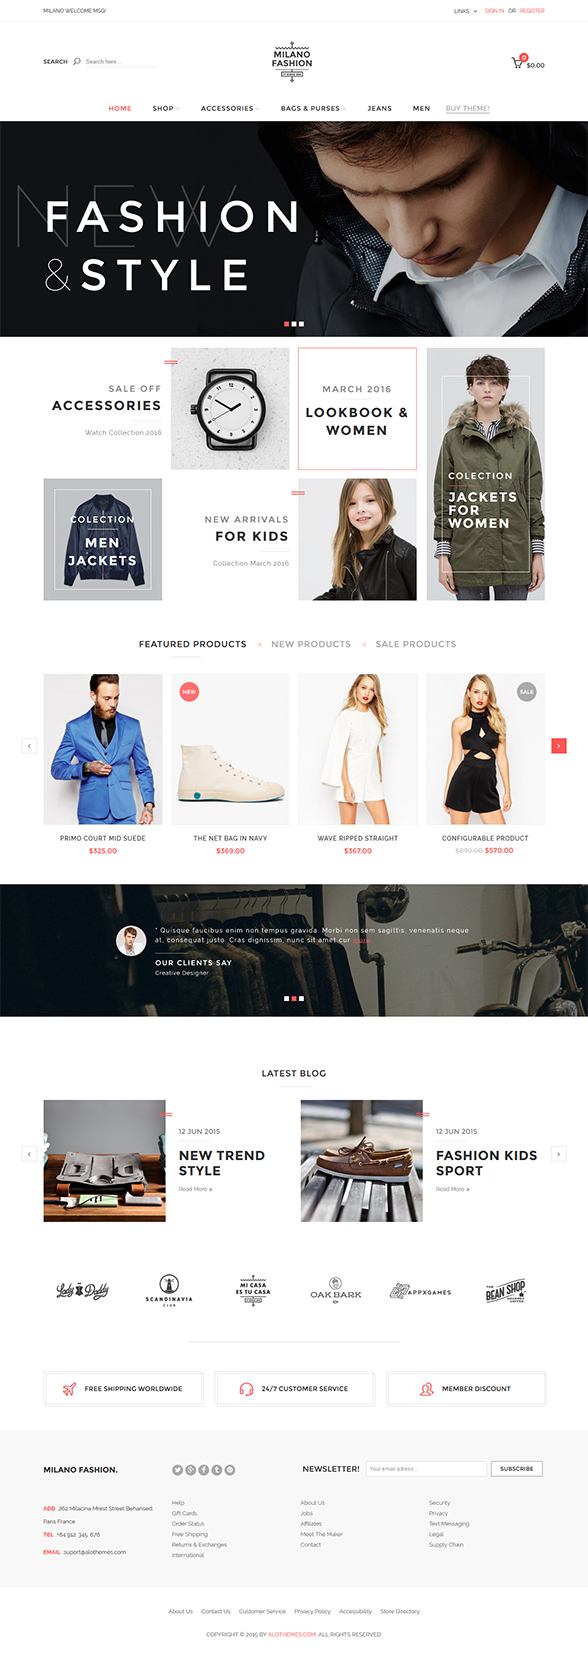 MILANO WELCOME MSG!
LINKS SIGN IN OR REGISTER
SEARCH Search here...
MILANO
FASHION
0
$0.00
HOME SHOP ACCESSORIES BAGS & PURSES JEANS MEN BUY THEME!
NEW
FASHION
&STYLE
SALE OFF
ACCESSORIES
Watch Collection 2016
MARCH 2016
LOOKBOOK &
WOMEN
COLECTION
JACKETS
FOR
WOMEN
COLECTION
MEN
JACKETS
NEW ARRIVALS
FOR KIDS
Collection March 2016
FEATURED PRODUCTS × NEW PRODUCTS × SALE PRODUCTS
NEW
SALE
PRIMO COURT MID SUEDE
$325.00
THE NET BAG IN NAVY
$369.00
WAVE RIPPED STRAIGHT
$367.00
CONFIGURABLE PRODUCT
$890.00 $570.00
" Quisque faucibus enim non tempus gravida. Morbi non sem sagittis, venenatis neque
at, consequat justo. Cras dignissim, nunc sit amet cur more
OUR CLIENTS SAY
Creative Designer
LATEST BLOG
12 JUN 2015
NEW TREND
STYLE
Read More »
12 JUN 2015
FASHION KIDS
SPORT
Read More »
Lady & Daddy
SCANDINAVIA
CLUB
MI CASA
ES TU CASA
OAK BARK
APPXGAMES
THE
BEAN SHOP
COFFEE
FREE SHIPPING WORLDWIDE
24/7 CUSTOMER SERVICE
MEMBER DISCOUNT
MILANO FASHION.
NEWSLETTER! Your email adress ... SUBSCRIBE
ADD .262 Milacina Mrest Street Behansed,
Paris France
TEL .+84 912. 345. 678
EMAIL .suport@alothemes.com
Help
Gift Cards
Order Status
Free Shipping
Returns & Exchanges
International
About Us
Jobs
Affiliates
Meet The Maker
Contact
Security
Privacy
Text Messaging
Legal
Supply Chain
About Us Contact Us Customer Service Privacy Policy Accessibility Store Directory
COPYRIGHT © 2015 BY ALOTHEMES.COM. ALL RIGHTS RESERVED.